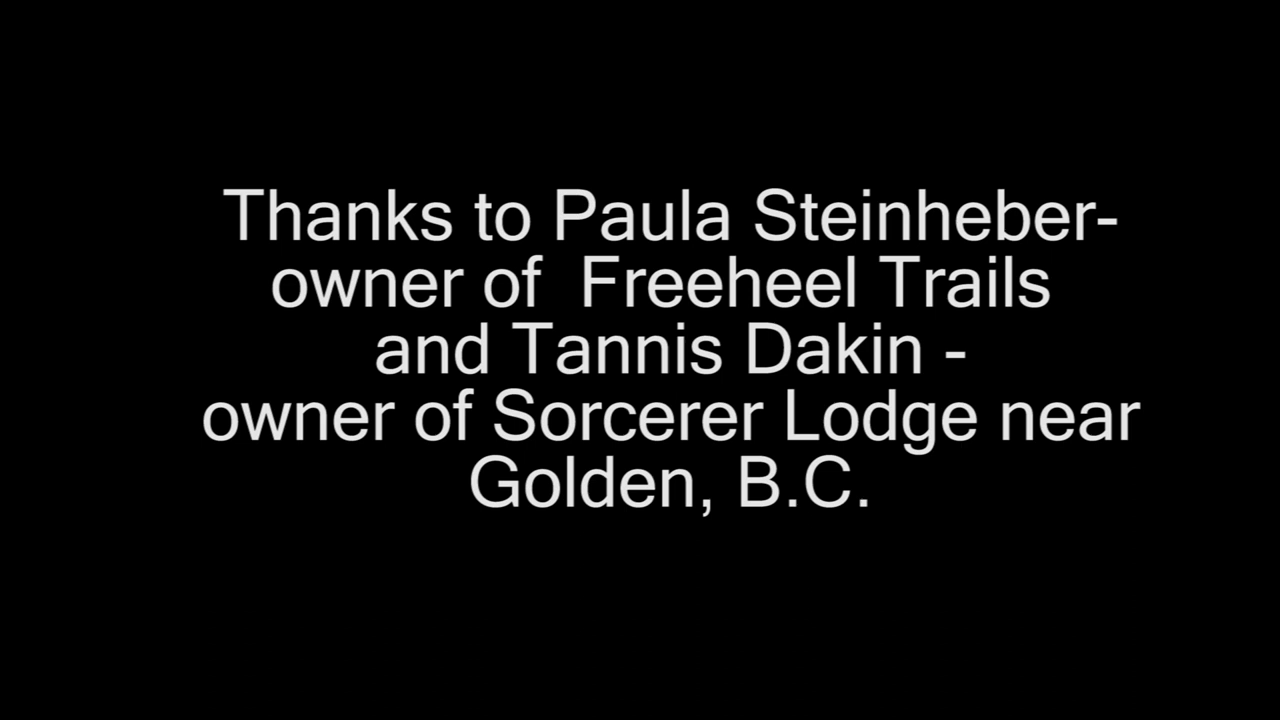 Thanks to Paula Steinheber-
owner of  Freeheel Trails
and Tannis Dakin -
owner of Sorcerer Lodge near
Golden, B.C.